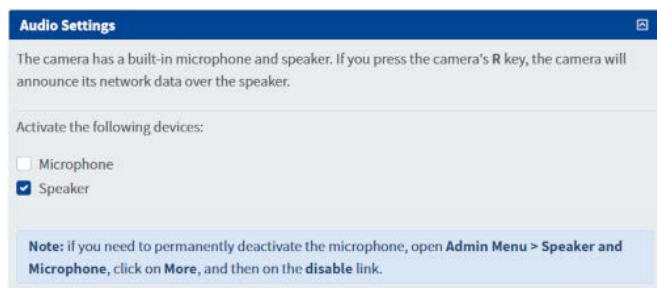 Audio Settings
The camera has a built-in microphone and speaker. If you press the camera's R key, the camera will
announce its network data over the speaker.
Activate the following devices:
Microphone
Speaker
Note: if you need to permanently deactivate the microphone, open Admin Menu > Speaker and
Microphone, click on More, and then on the disable link.